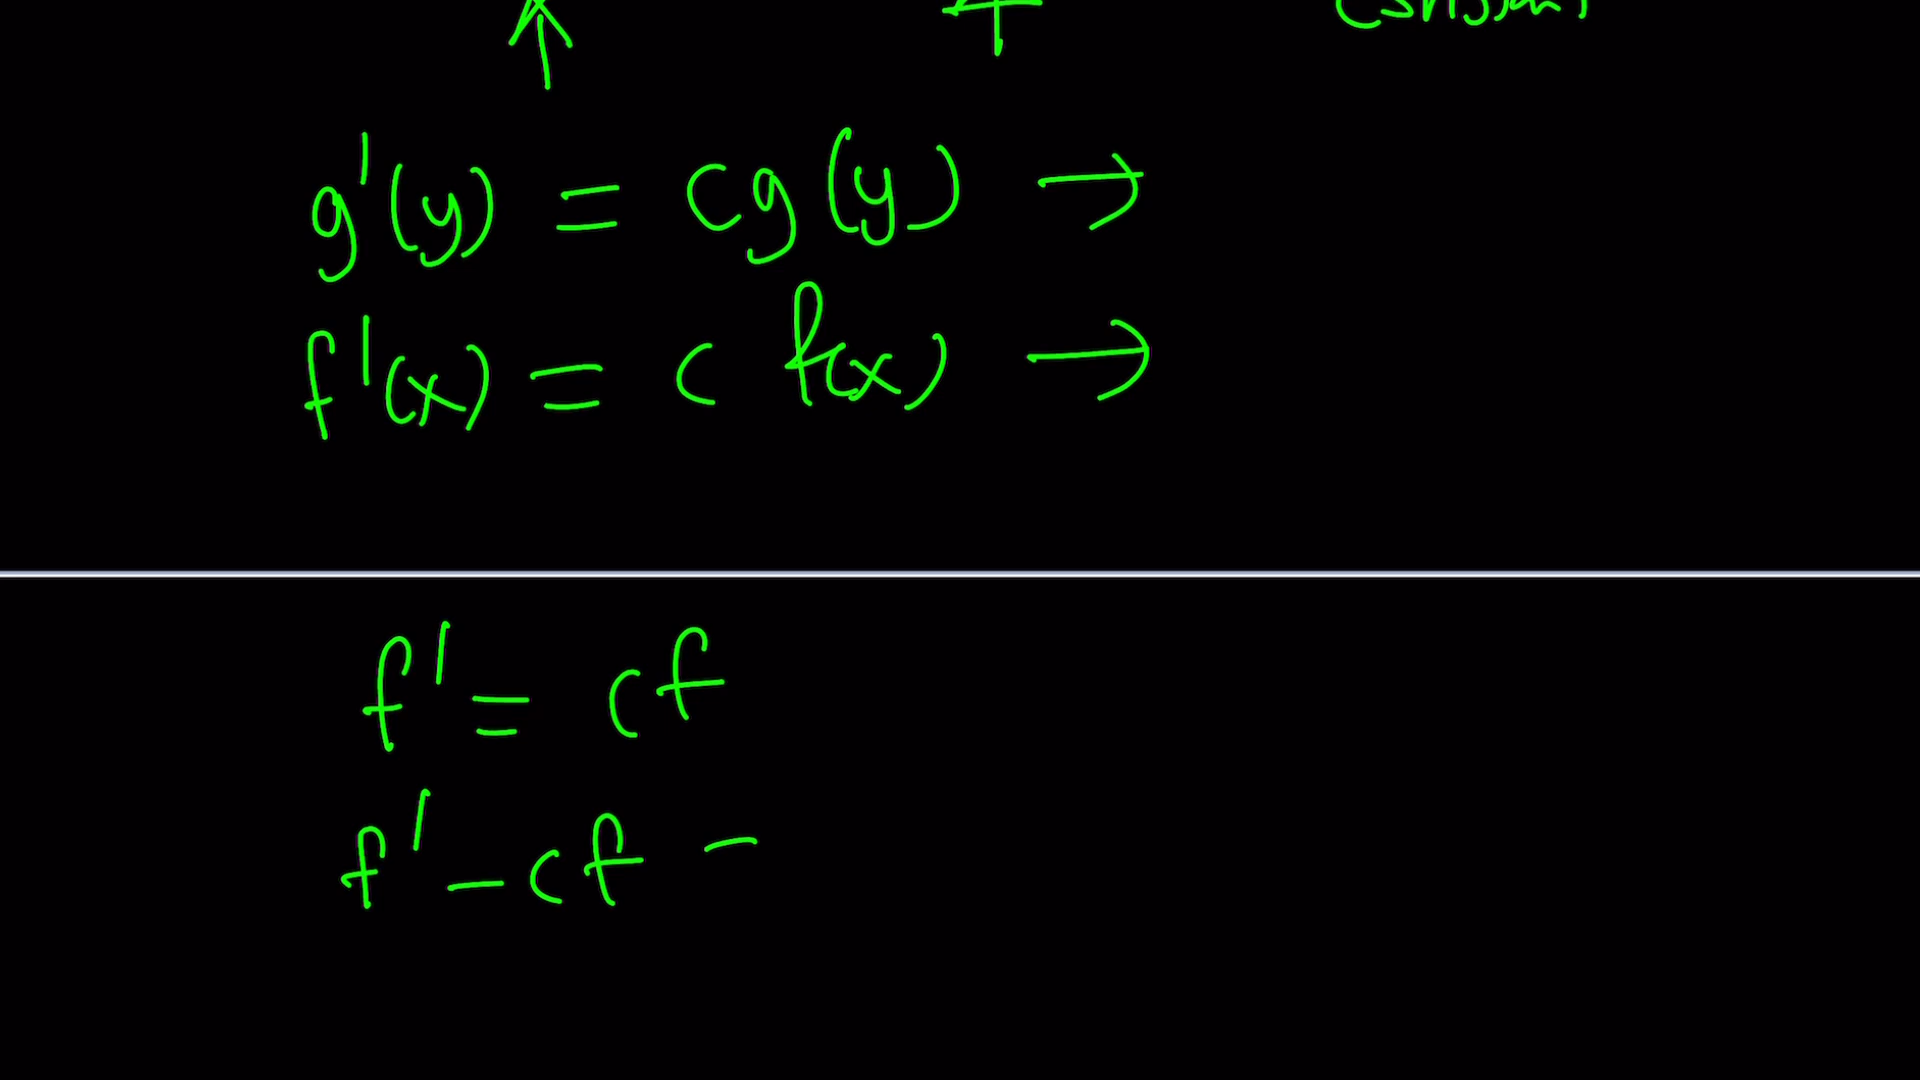 g'(y) = cg(y) →
f'(x) = c f(x) →
f' = cf
f' - cf -